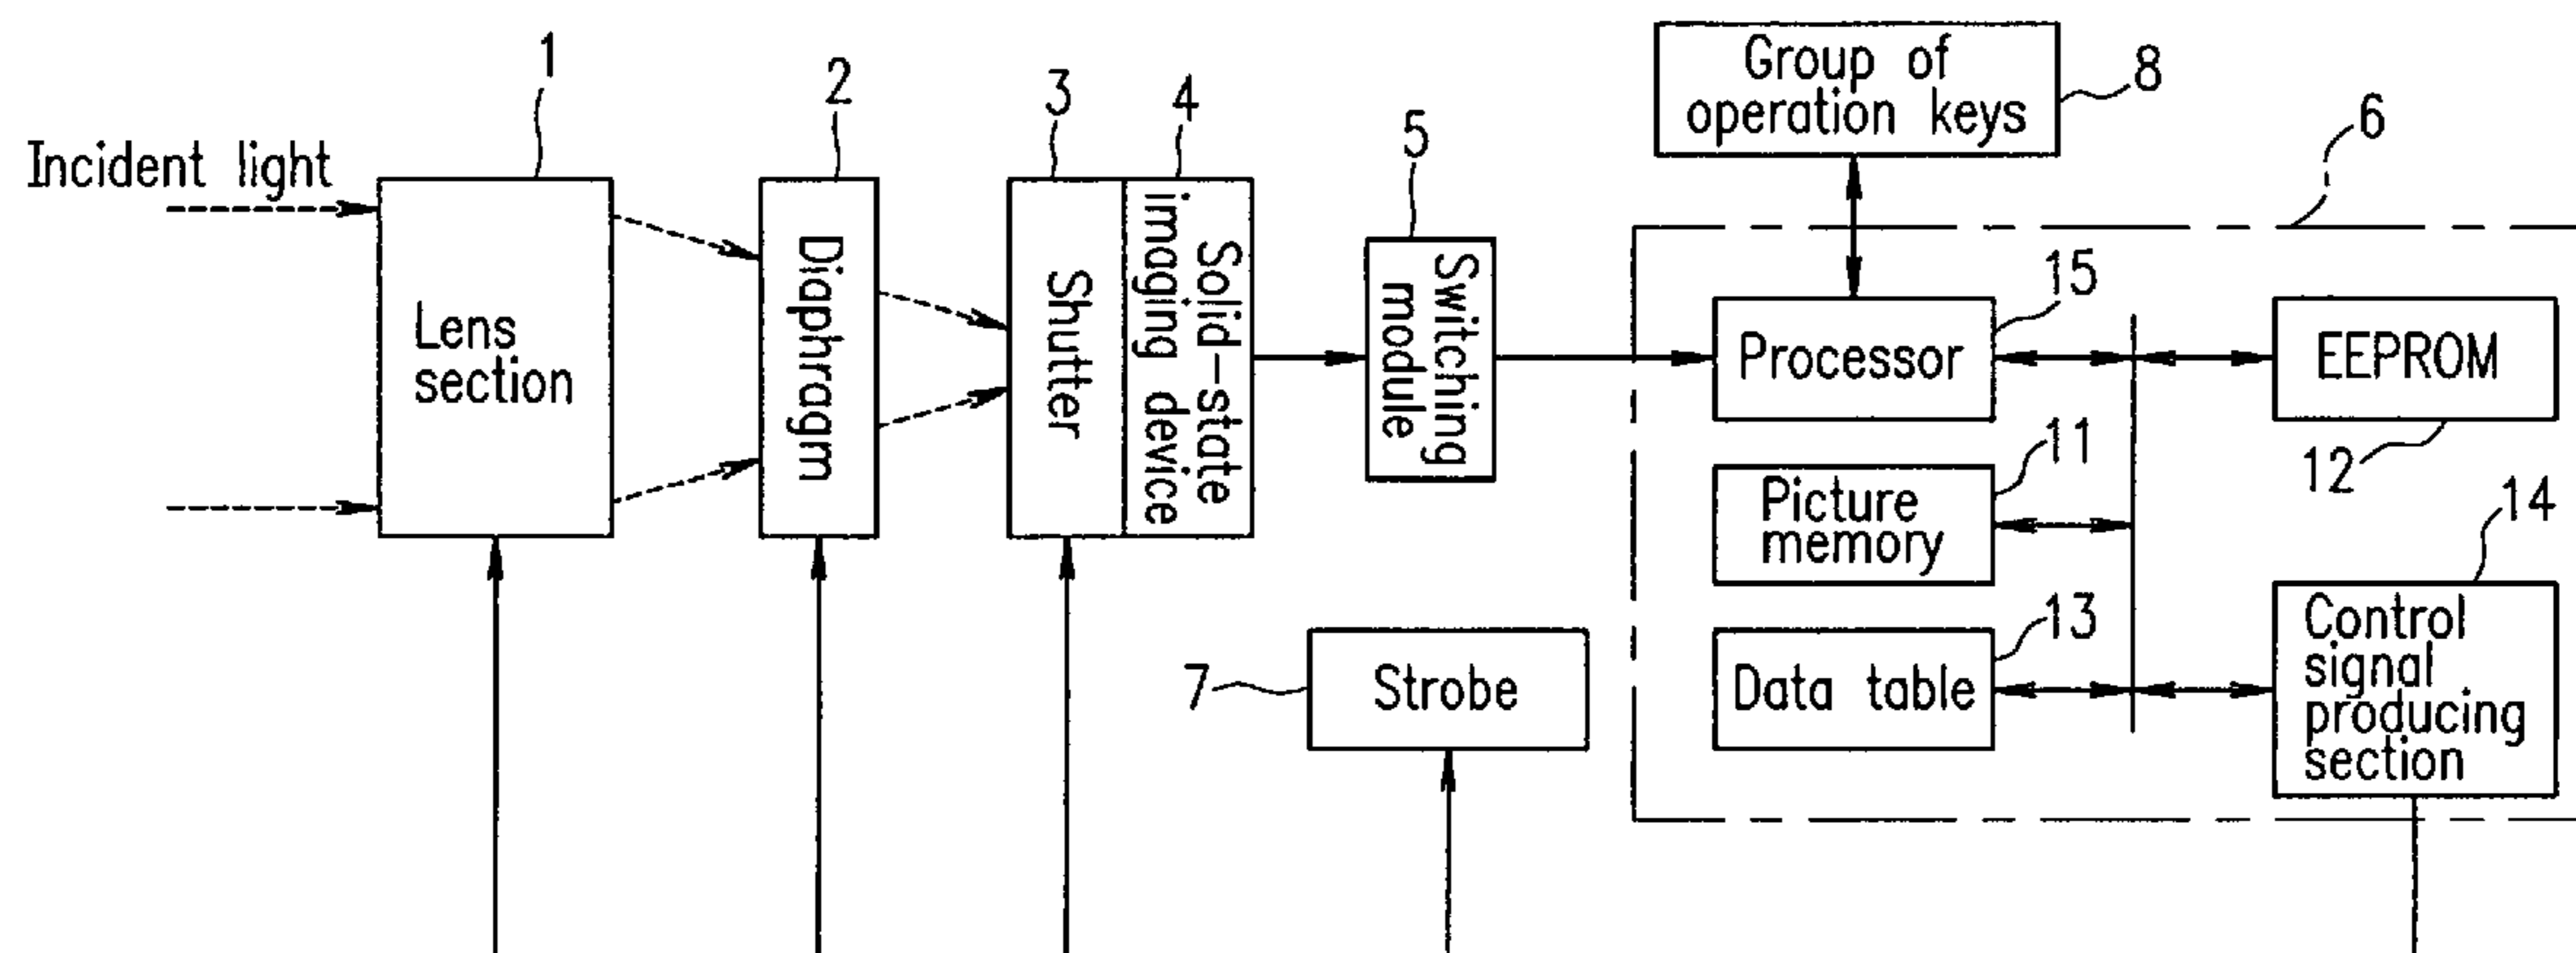 1
Incident light
Lens
section
2
Diaphragm
3
Shutter
4
Solid-state
imaging device
5
Switching
module
Group of
operation keys
8
6
15
Processor
EEPROM
12
11
Picture
memory
14
13
Data table
Control
signal
producing
section
7
Strobe